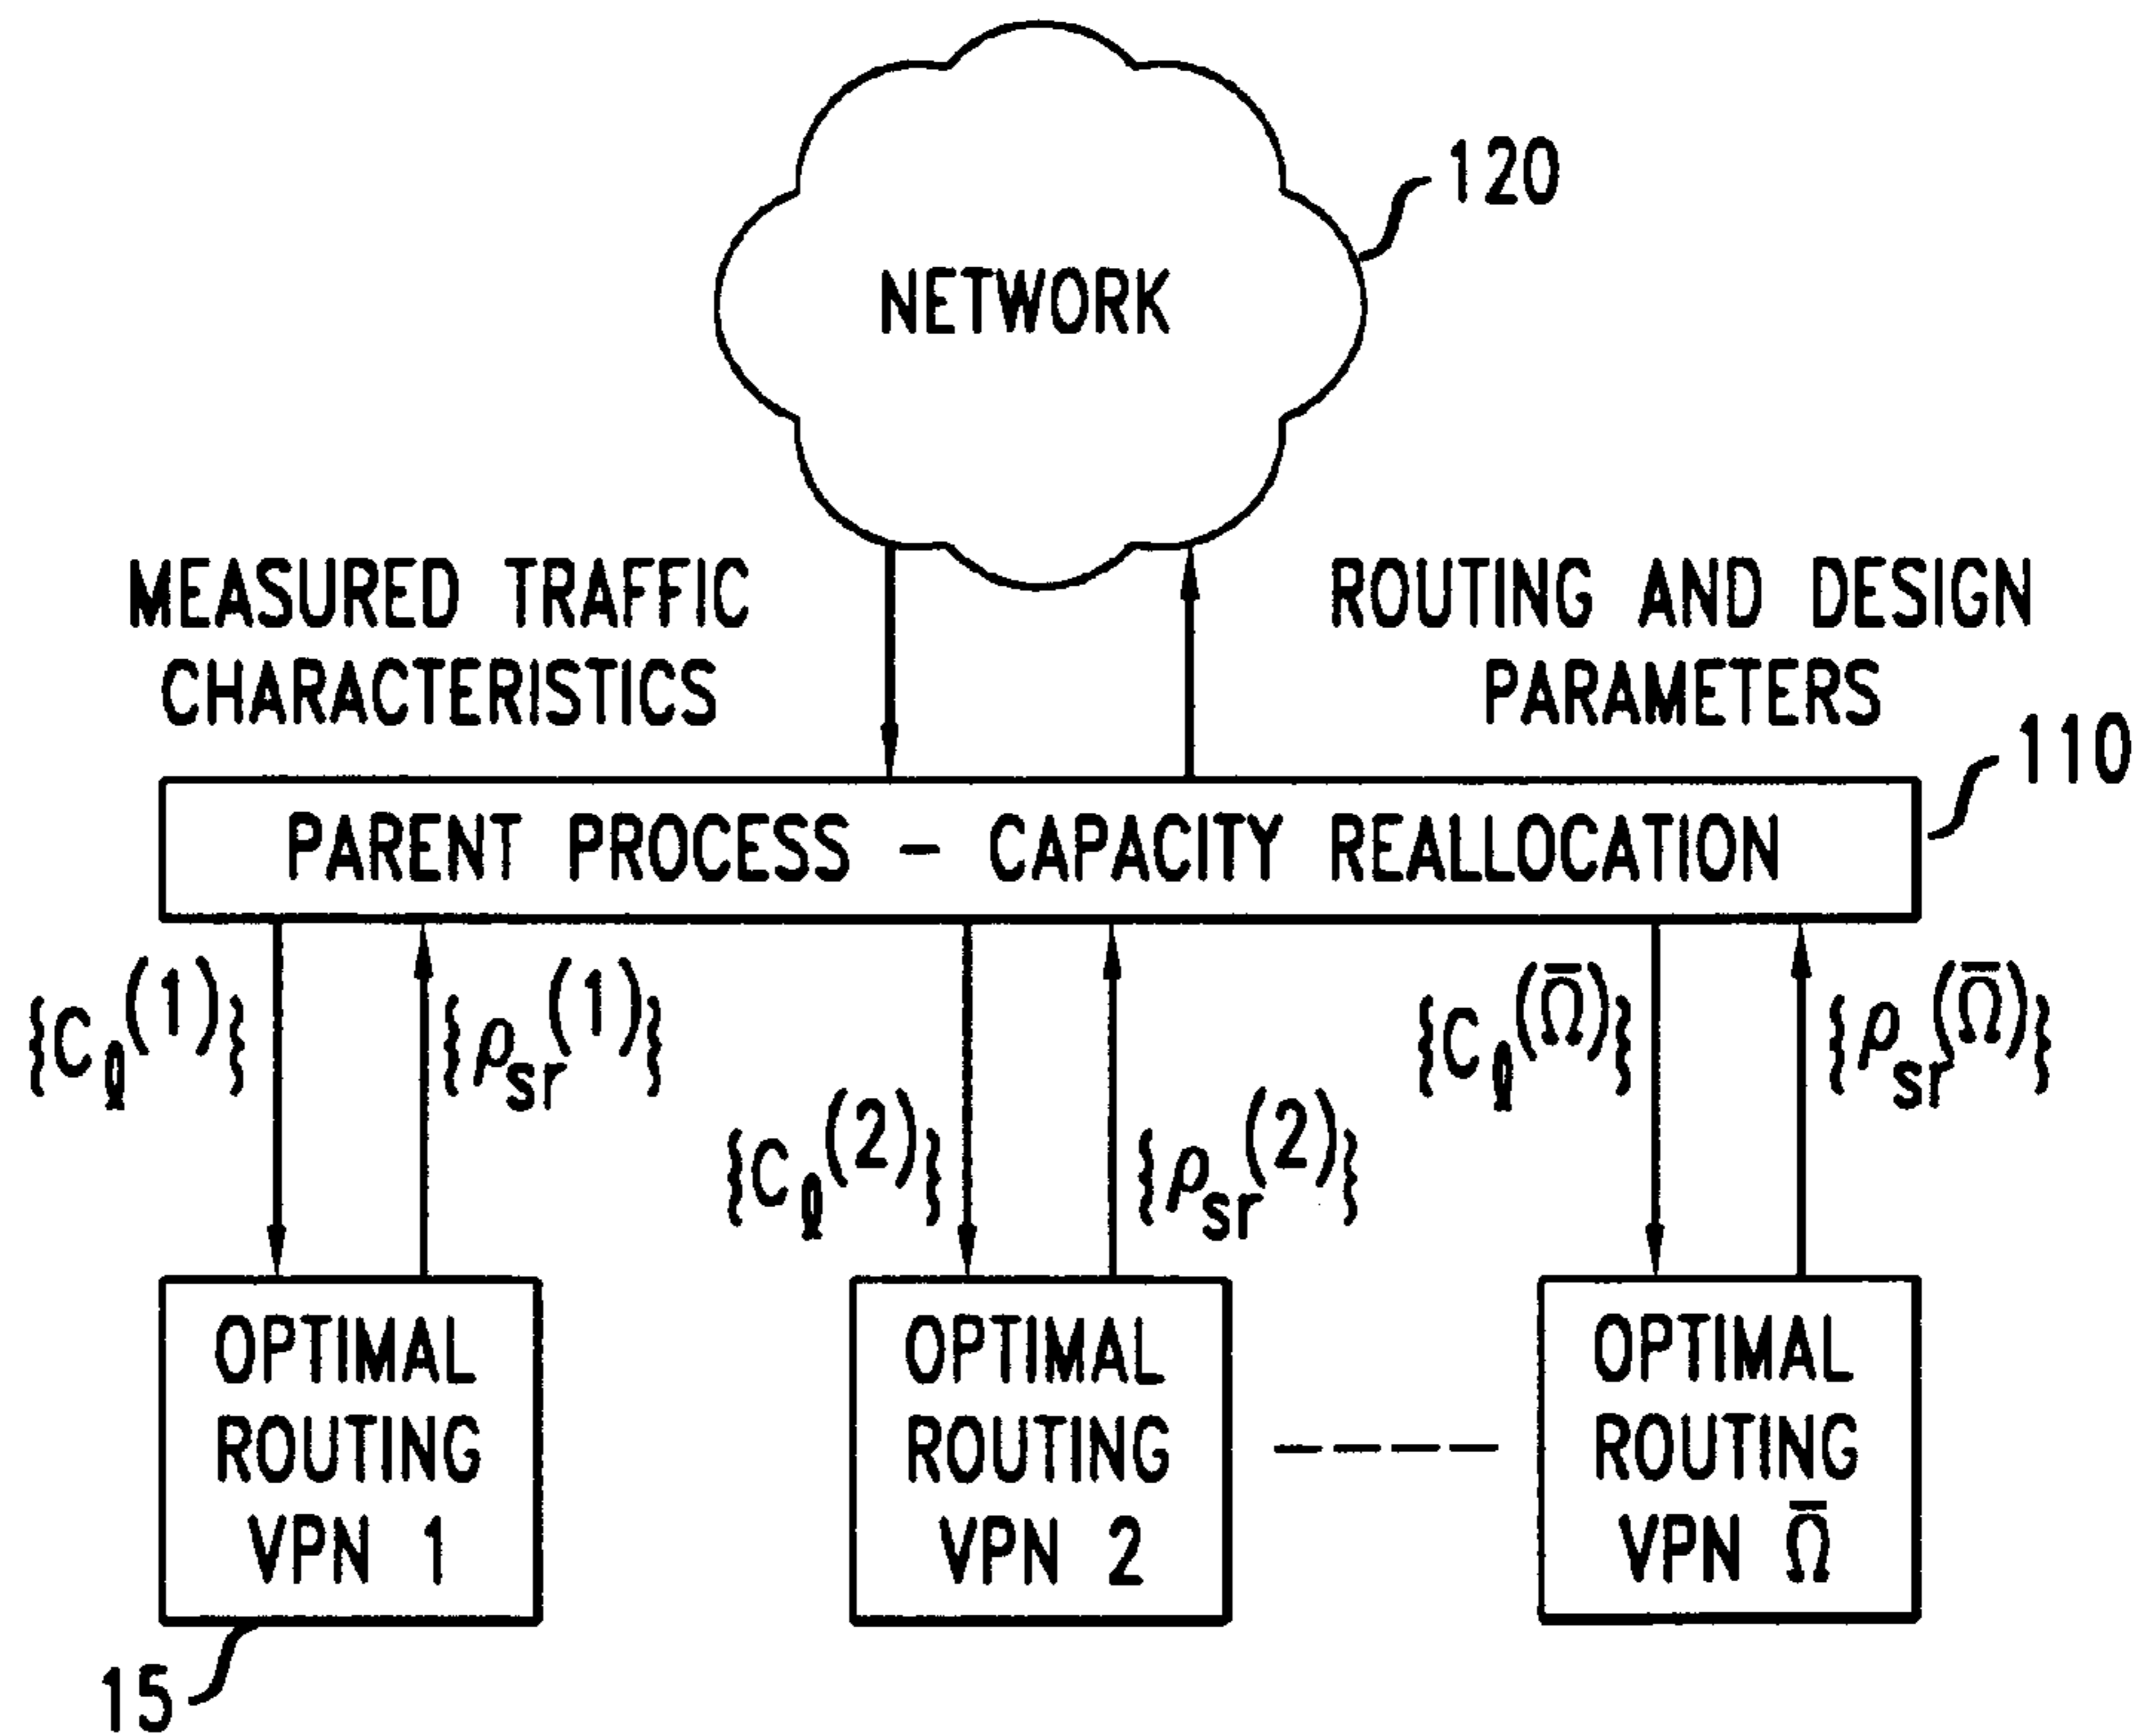 120
NETWORK
MEASURED TRAFFIC
CHARACTERISTICS
ROUTING AND DESIGN
PARAMETERS
110
PARENT PROCESS – CAPACITY REALLOCATION
{Cℓ(1)}
{ρsr(1)}
{Cℓ(2)}
{ρsr(2)}
{Cℓ(Ω̄)}
{ρsr(Ω̄)}
OPTIMAL
ROUTING
VPN 1
OPTIMAL
ROUTING
VPN 2
OPTIMAL
ROUTING
VPN Ω̄
15